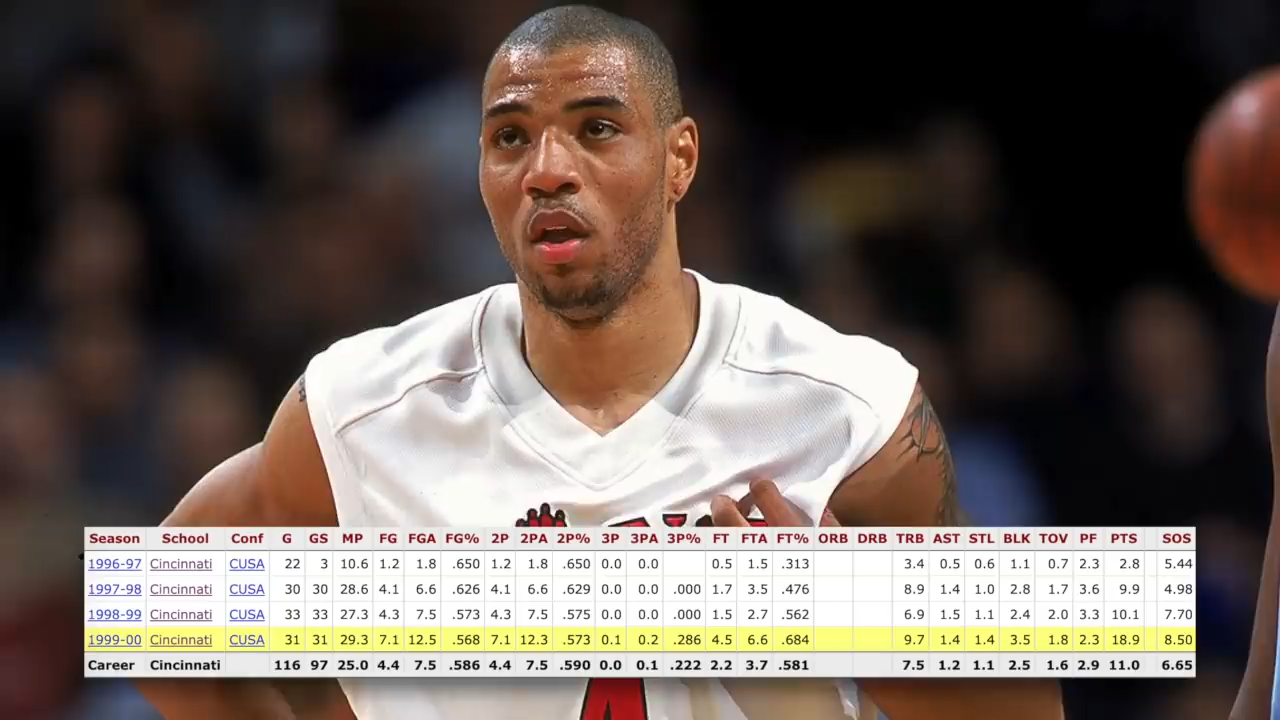 Season School Conf G GS MP FG FGA FG% 2P 2PA 2P% 3P 3PA 3P% FT FTA FT% ORB DRB TRB AST STL BLK TOV PF PTS SOS
1996-97 Cincinnati CUSA 22 3 10.6 1.2 1.8 .650 1.2 1.8 .650 0.0 0.0 0.5 1.5 .313 3.4 0.5 0.6 1.1 0.7 2.3 2.8 5.44
1997-98 Cincinnati CUSA 30 30 28.6 4.1 6.6 .626 4.1 6.6 .629 0.0 0.0 .000 1.7 3.5 .476 8.9 1.4 1.0 2.8 1.7 3.6 9.9 4.98
1998-99 Cincinnati CUSA 33 33 27.3 4.3 7.5 .573 4.3 7.5 .575 0.0 0.0 .000 1.5 2.7 .562 6.9 1.5 1.1 2.4 2.0 3.3 10.1 7.70
1999-00 Cincinnati CUSA 31 31 29.3 7.1 12.5 .568 7.1 12.3 .573 0.1 0.2 .286 4.5 6.6 .684 9.7 1.4 1.4 3.5 1.8 2.3 18.9 8.50
Career Cincinnati 116 97 25.0 4.4 7.5 .586 4.4 7.5 .590 0.0 0.1 .222 2.2 3.7 .581 7.5 1.2 1.1 2.5 1.6 2.9 11.0 6.65